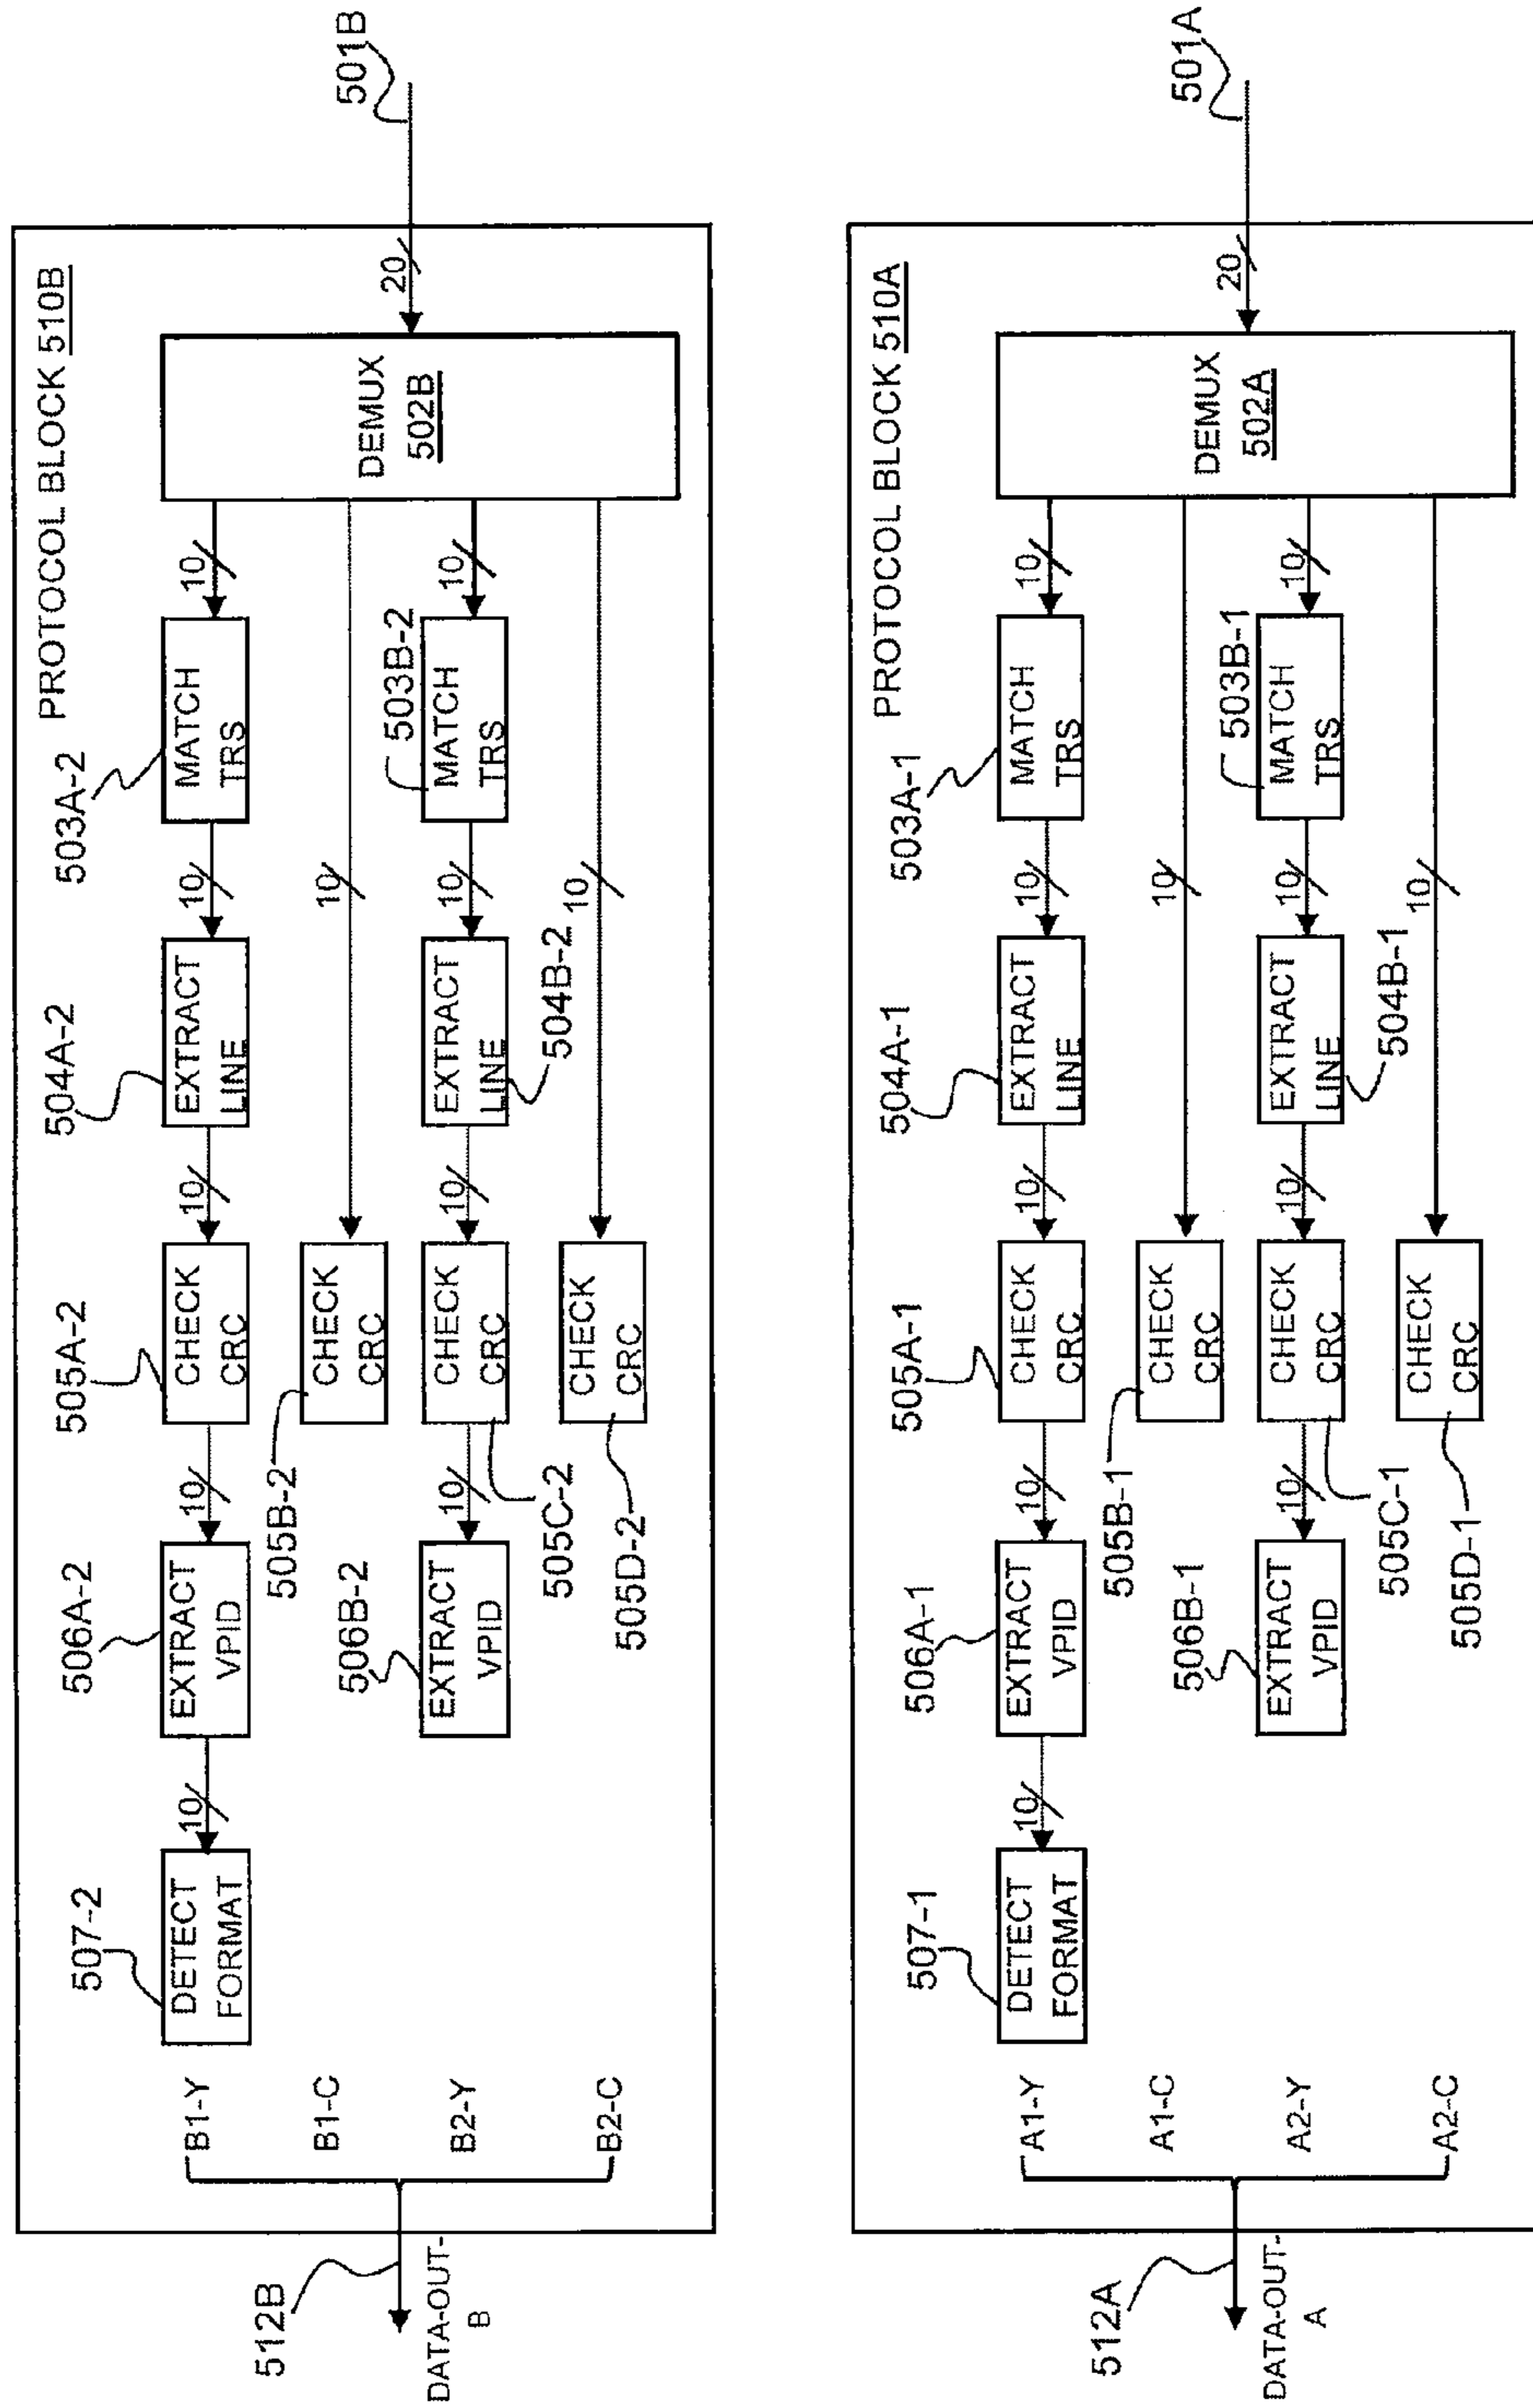 PROTOCOL BLOCK 510B
501B
20
DEMUX
502B
10
10
503A-2
MATCH
TRS
503B-2
MATCH
TRS
10
10
10
10
504A-2
EXTRACT
LINE
EXTRACT
LINE
504B-2
10
10
505A-2
CHECK
CRC
CHECK
CRC
CHECK
CRC
CHECK
CRC
505B-2
505C-2
505D-2
10
10
506A-2
EXTRACT
VPID
506B-2
EXTRACT
VPID
10
507-2
DETECT
FORMAT
B1-Y
B1-C
B2-Y
B2-C
512B
DATA-OUT-
B
PROTOCOL BLOCK 510A
501A
20
DEMUX
502A
10
10
503A-1
MATCH
TRS
503B-1
MATCH
TRS
10
10
10
10
504A-1
EXTRACT
LINE
EXTRACT
LINE
504B-1
10
10
505A-1
CHECK
CRC
CHECK
CRC
CHECK
CRC
CHECK
CRC
505B-1
505C-1
505D-1
10
10
506A-1
EXTRACT
VPID
506B-1
EXTRACT
VPID
10
507-1
DETECT
FORMAT
A1-Y
A1-C
A2-Y
A2-C
512A
DATA-OUT-
A